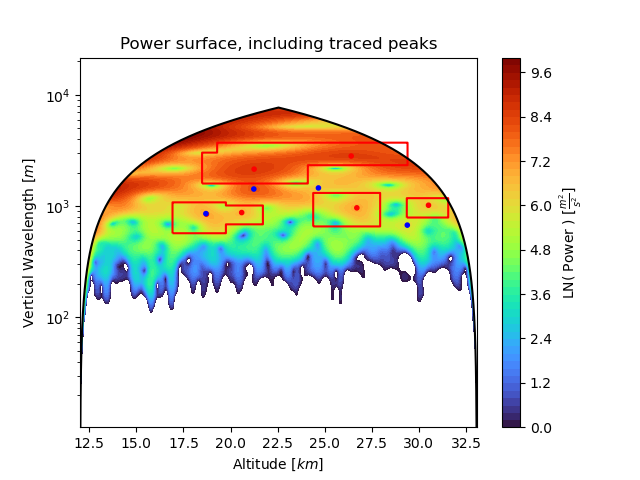 Power surface, including traced peaks
Vertical Wavelength [m]
10^4
10^3
10^2
12.5 15.0 17.5 20.0 22.5 25.0 27.5 30.0 32.5
Altitude [km]
9.6
8.4
7.2
6.0
4.8
3.6
2.4
1.2
0.0
LN( Power ) [m^2/s^2]